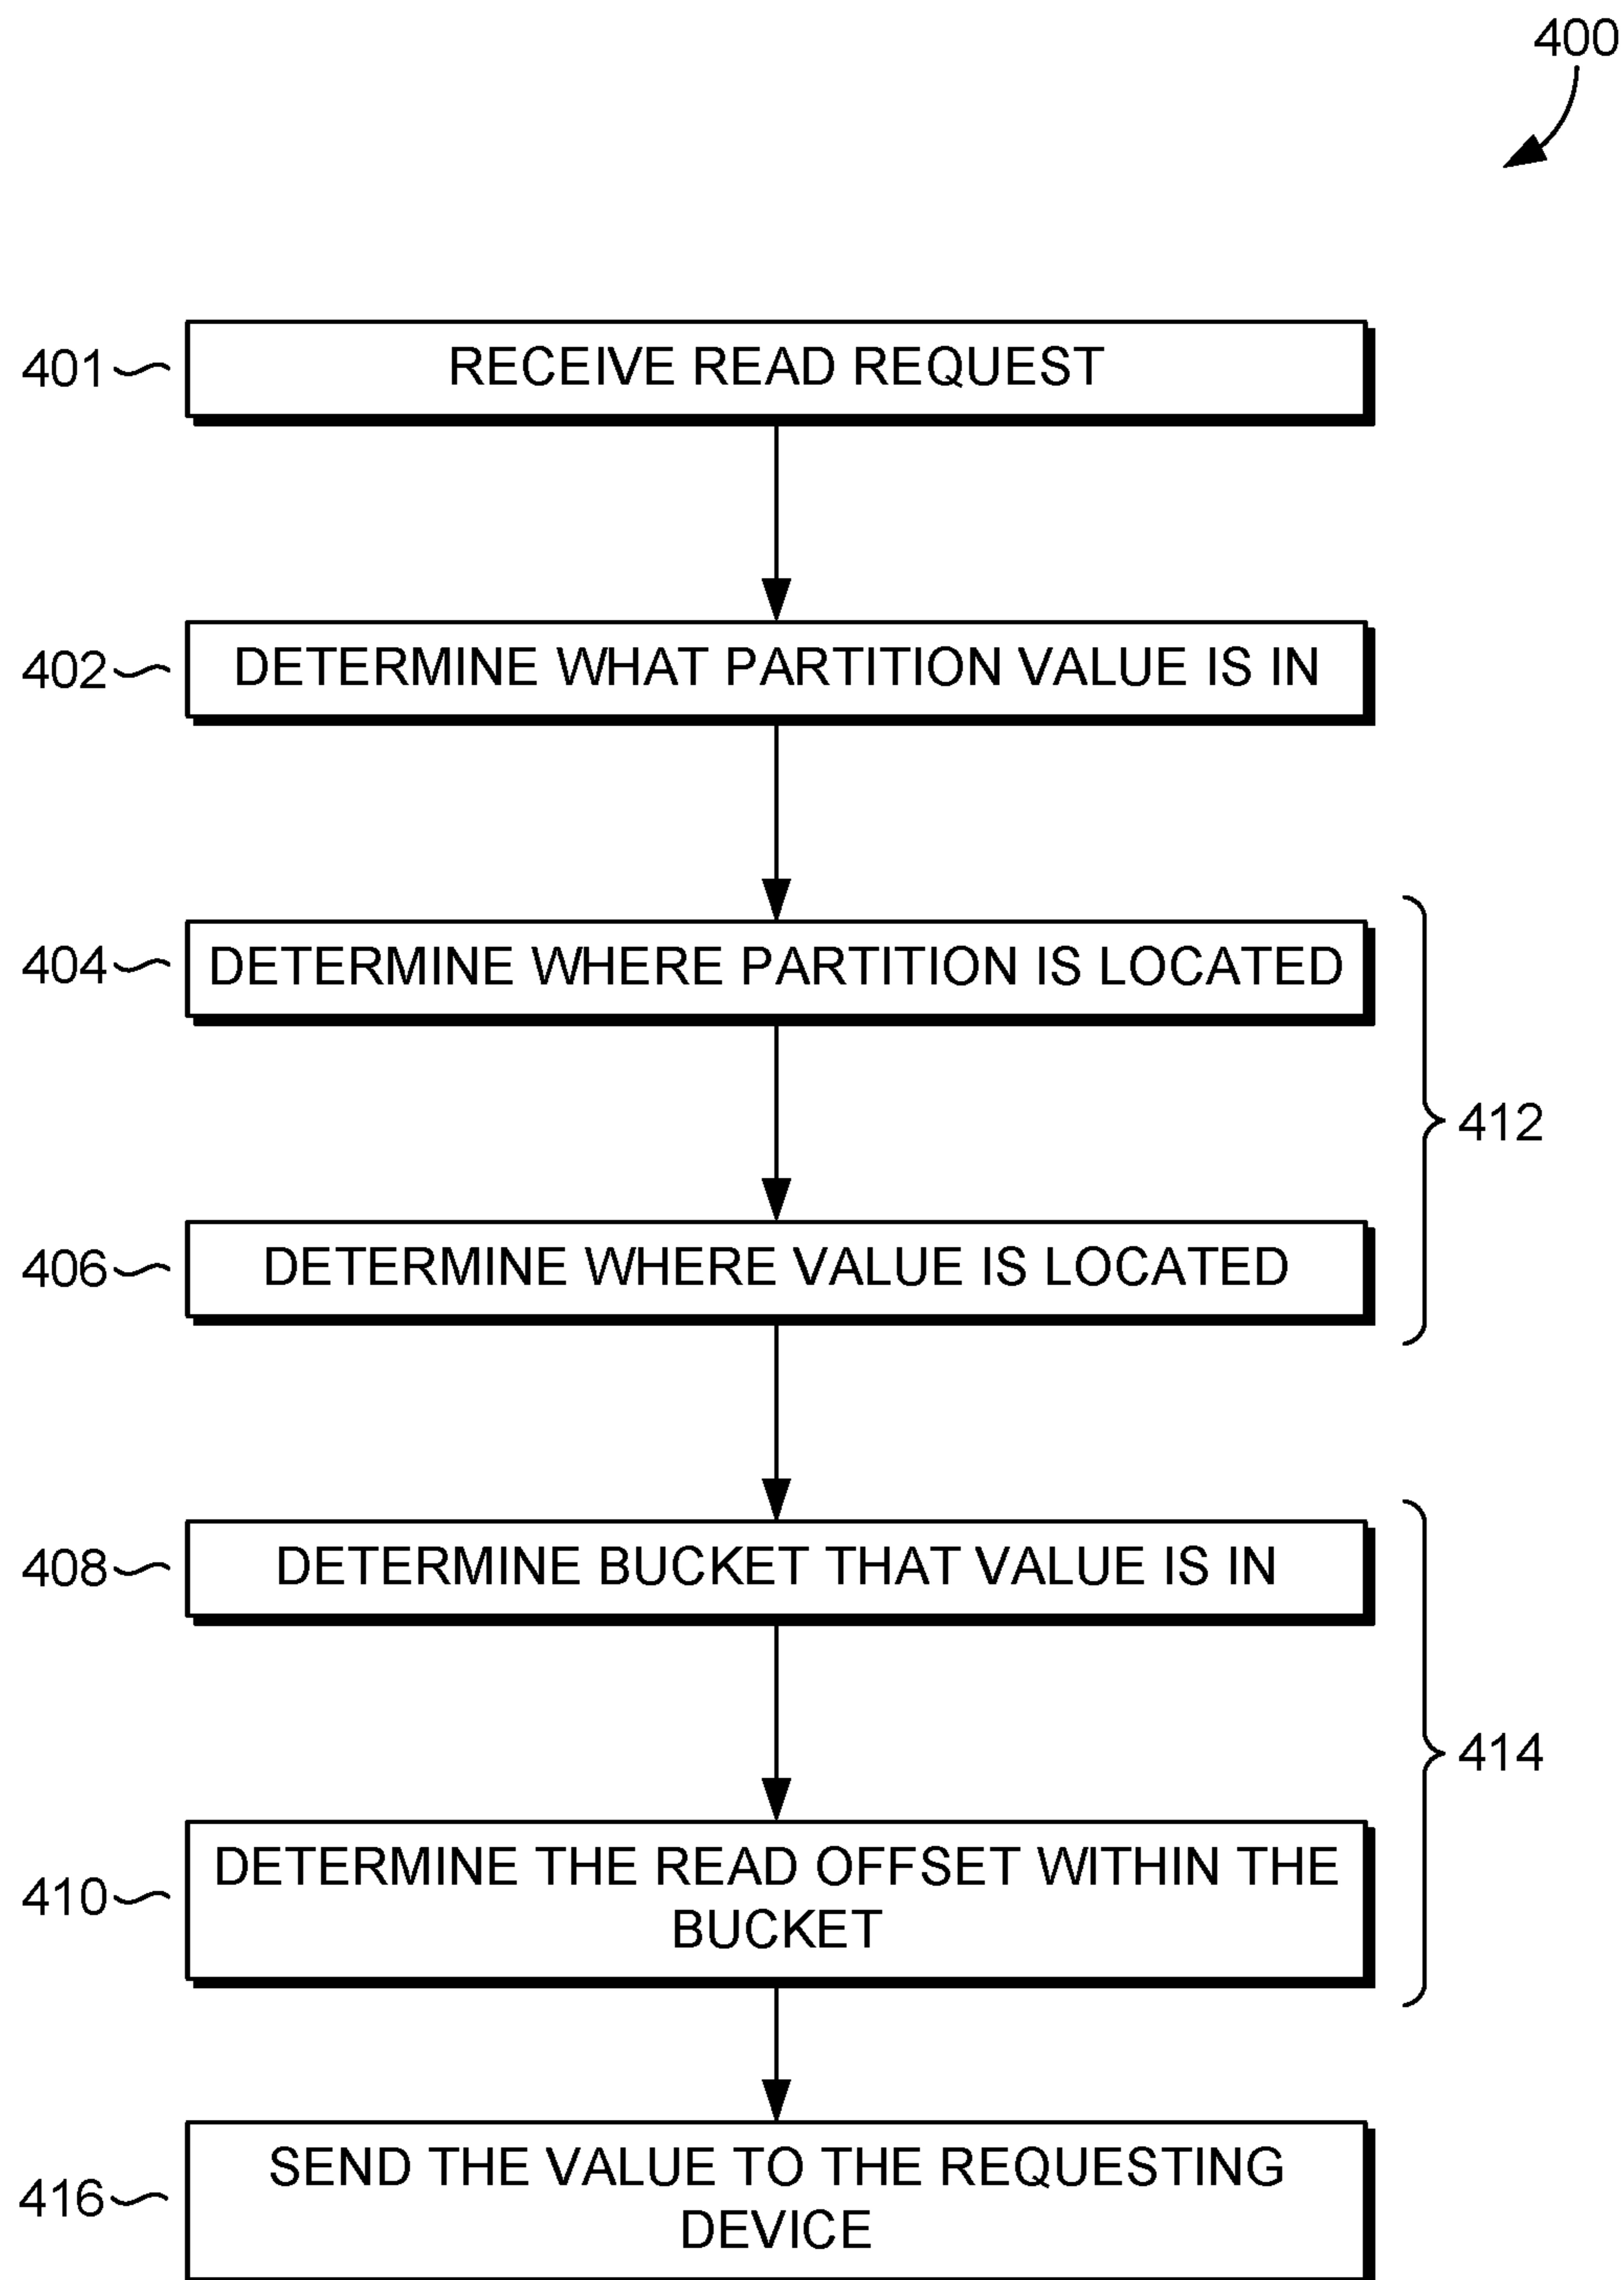 400
401 RECEIVE READ REQUEST
402 DETERMINE WHAT PARTITION VALUE IS IN
404 DETERMINE WHERE PARTITION IS LOCATED
412
406 DETERMINE WHERE VALUE IS LOCATED
408 DETERMINE BUCKET THAT VALUE IS IN
414
410 DETERMINE THE READ OFFSET WITHIN THE
BUCKET
416 SEND THE VALUE TO THE REQUESTING
DEVICE